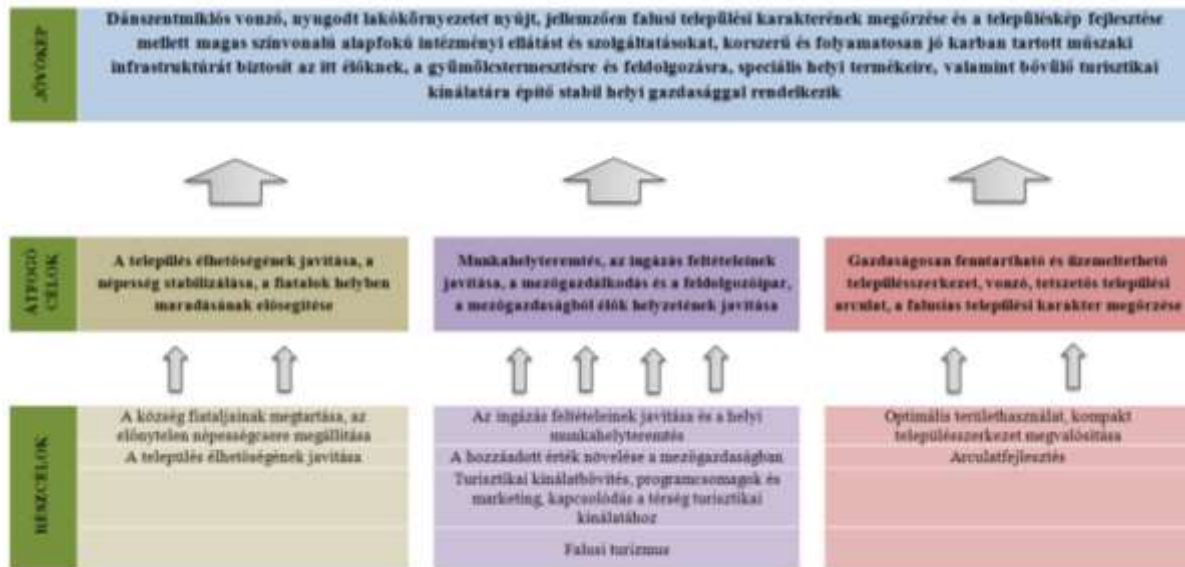 JÖVŐKÉP
Dánszentmiklós vonzó, nyugodt lakókörnyezetet nyújt, jellemzően falusi települési karakterének megőrzése és a településkép fejlesztése
mellett magas színvonalú alapfokú intézményi ellátást és szolgáltatásokat, korszerű és folyamatosan jó karban tartott műszaki
infrastruktúrát biztosít az itt élőknek, a gyümölcstermesztésre és feldolgozásra, speciális helyi termékeire, valamint bővülő turisztikai
kínálatára építő stabil helyi gazdasággal rendelkezik
ÁTFOGÓ
CÉLOK
A település élhetőségének javítása, a
népesség stabilizálása, a fiatalok helyben
maradásának elősegítése
Munkahelyteremtés, az ingázás feltételeinek
javítása, a mezőgazdálkodás és a feldolgozóipar,
a mezőgazdaságból élők helyzetének javítása
Gazdaságosan fenntartható és üzemeltethető
településszerkezet, vonzó, tetszetős települési
arculat, a falusias települési karakter megőrzése
RÉSZCÉLOK
A község fiataljainak megtartása, az
előnytelen népességcsere megállítása
A település élhetőségének javítása
Az ingázás feltételeinek javítása és a helyi
munkahelyteremtés
A hozzáadott érték növelése a mezőgazdaságban
Turisztikai kínálatbővítés, programcsomagok és
marketing, kapcsolódás a térség turisztikai
kínálatához
Falusi turizmus
Optimális területhasználat, kompakt
településszerkezet megvalósítása
Arculatfejlesztés